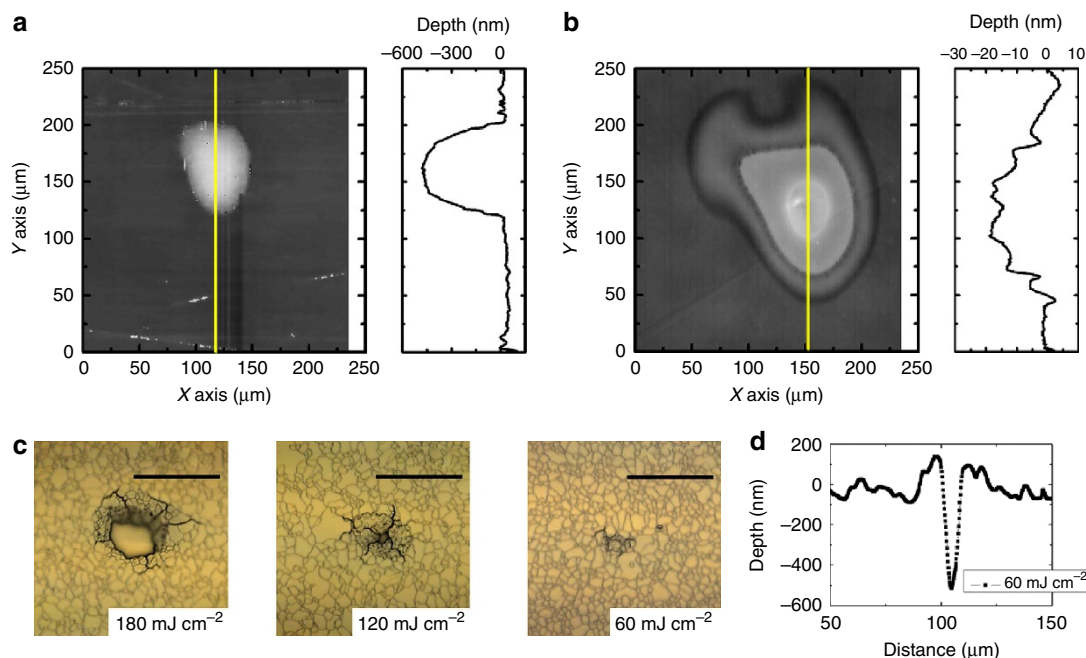 a
Depth (nm)
−600 −300 0
250
200
150
100
50
0
Y axis (μm)
0 50 100 150 200 250
X axis (μm)
b
Depth (nm)
−30 −20 −10 0 10
250
200
150
100
50
0
Y axis (μm)
0 50 100 150 200 250
X axis (μm)
c
180 mJ cm−2
120 mJ cm−2
60 mJ cm−2
d
200
0
−200
−400
−600
Depth (nm)
60 mJ cm−2
50 100 150
Distance (μm)